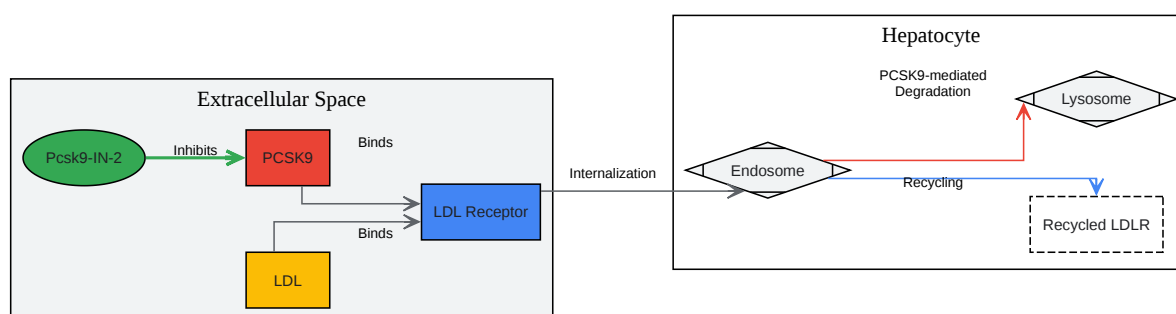 Hepatocyte
PCSK9-mediated
Degradation
Lysosome
Extracellular Space
Pcsk9-IN-2
Inhibits
PCSK9
Binds
Internalization
Endosome
Recycling
LDL Receptor
Binds
Recycled LDLR
LDL